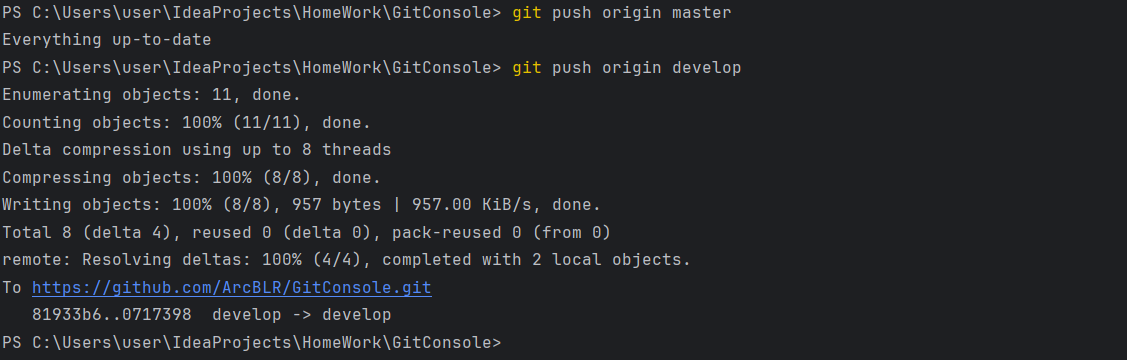 PS C:\Users\user\IdeaProjects\HomeWork\GitConsole> git push origin master
Everything up-to-date
PS C:\Users\user\IdeaProjects\HomeWork\GitConsole> git push origin develop
Enumerating objects: 11, done.
Counting objects: 100% (11/11), done.
Delta compression using up to 8 threads
Compressing objects: 100% (8/8), done.
Writing objects: 100% (8/8), 957 bytes | 957.00 KiB/s, done.
Total 8 (delta 4), reused 0 (delta 0), pack-reused 0 (from 0)
remote: Resolving deltas: 100% (4/4), completed with 2 local objects.
To https://github.com/ArcBLR/GitConsole.git
   81933b6..0717398  develop -> develop
PS C:\Users\user\IdeaProjects\HomeWork\GitConsole>